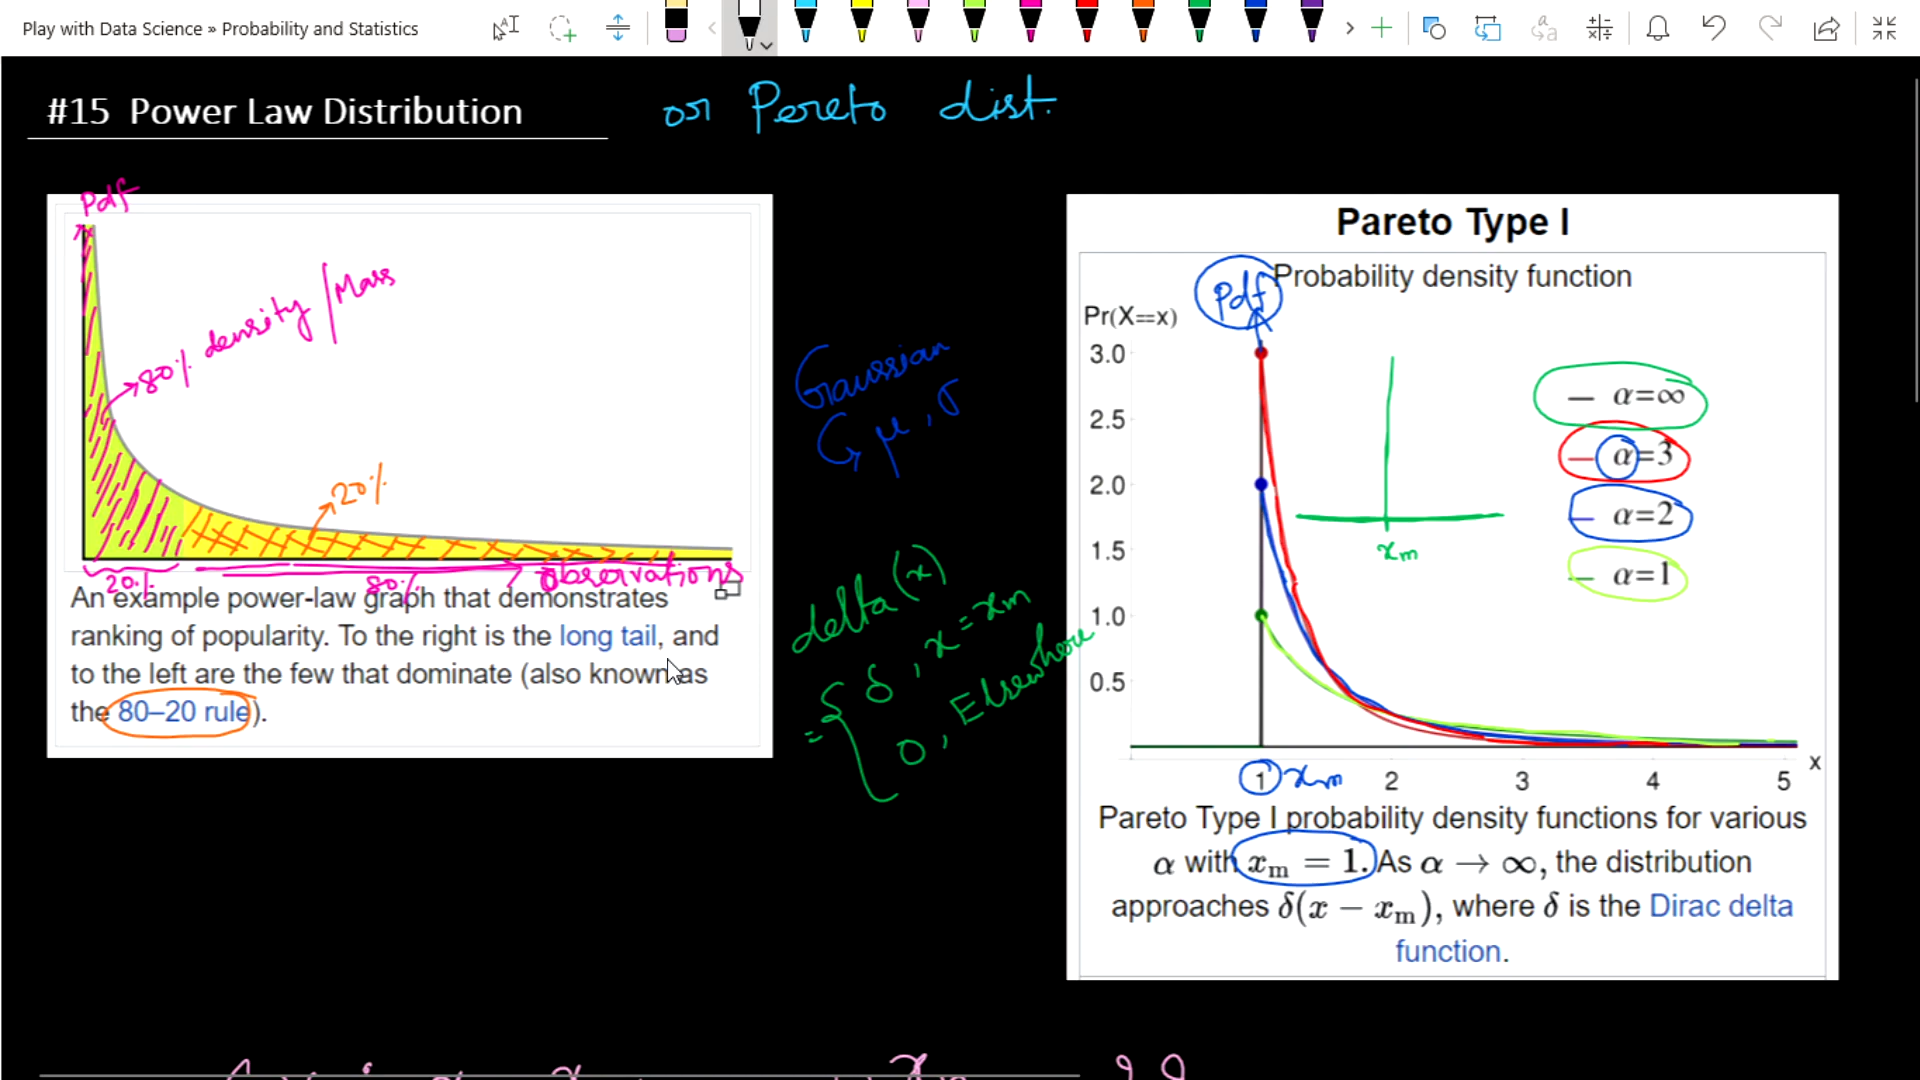 Play with Data Science » Probability and Statistics
#15 Power Law Distribution
or Pereto dist.
Pdf
80% density/Mass
20%
20%
80%
observations
An example power-law graph that demonstrates
ranking of popularity. To the right is the long tail, and
to the left are the few that dominate (also known as
the 80–20 rule).
Gaussian
μ, σ
delta(x)
= { δ, x = xm
0, Elsewhere
Pareto Type I
Probability density function
Pdf
Pr(X==x)
3.0
2.5
2.0
1.5
1.0
0.5
α=∞
α=3
α=2
α=1
xm
1 xm 2 3 4 5 x
Pareto Type I probability density functions for various
α with xm = 1. As α → ∞, the distribution
approaches δ(x − xm), where δ is the Dirac delta
function.